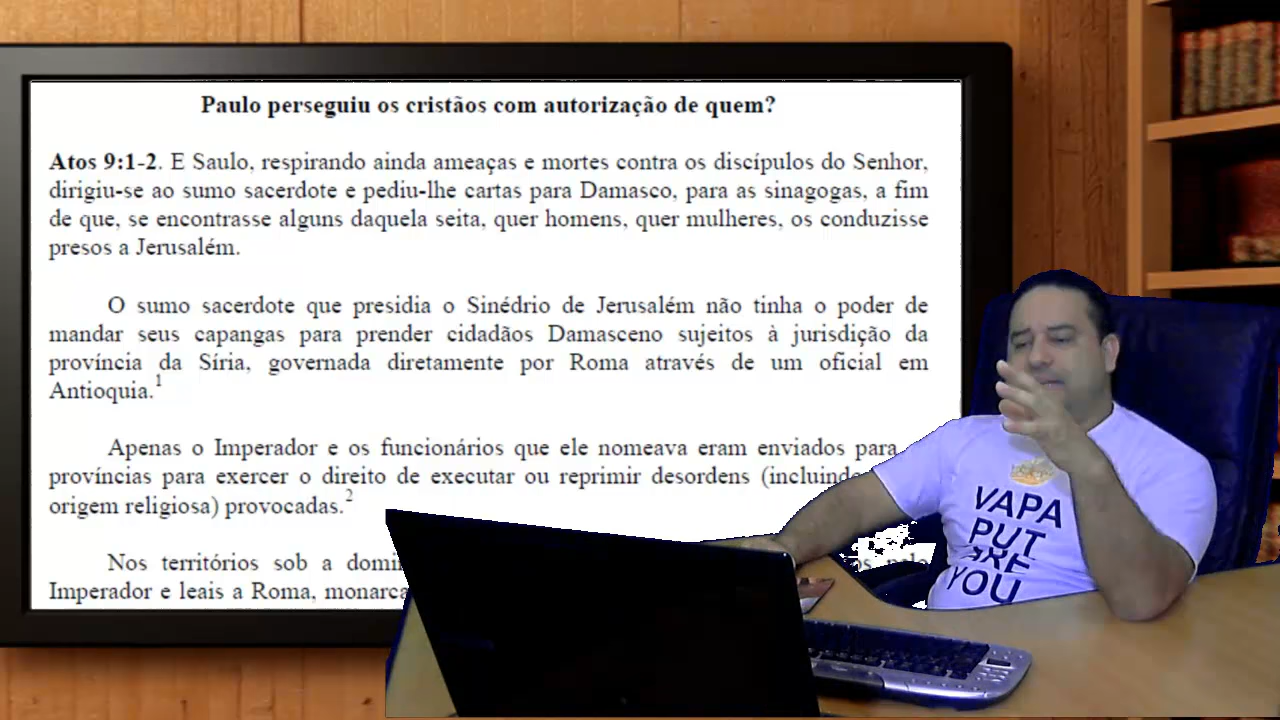 Paulo perseguiu os cristãos com autorização de quem?
Atos 9:1-2. E Saulo, respirando ainda ameaças e mortes contra os discípulos do Senhor,
dirigiu-se ao sumo sacerdote e pediu-lhe cartas para Damasco, para as sinagogas, a fim
de que, se encontrasse alguns daquela seita, quer homens, quer mulheres, os conduzisse
presos a Jerusalém.
O sumo sacerdote que presidia o Sinédrio de Jerusalém não tinha o poder de
mandar seus capangas para prender cidadãos Damasceno sujeitos à jurisdição da
província da Síria, governada diretamente por Roma através de um oficial em
Antioquia.1
Apenas o Imperador e os funcionários que ele nomeava eram enviados para
províncias para exercer o direito de executar ou reprimir desordens (incluindo
origem religiosa) provocadas.2
Nos territórios sob a
Imperador e leais a Roma,
VAPA
PUT
ARE
YOU